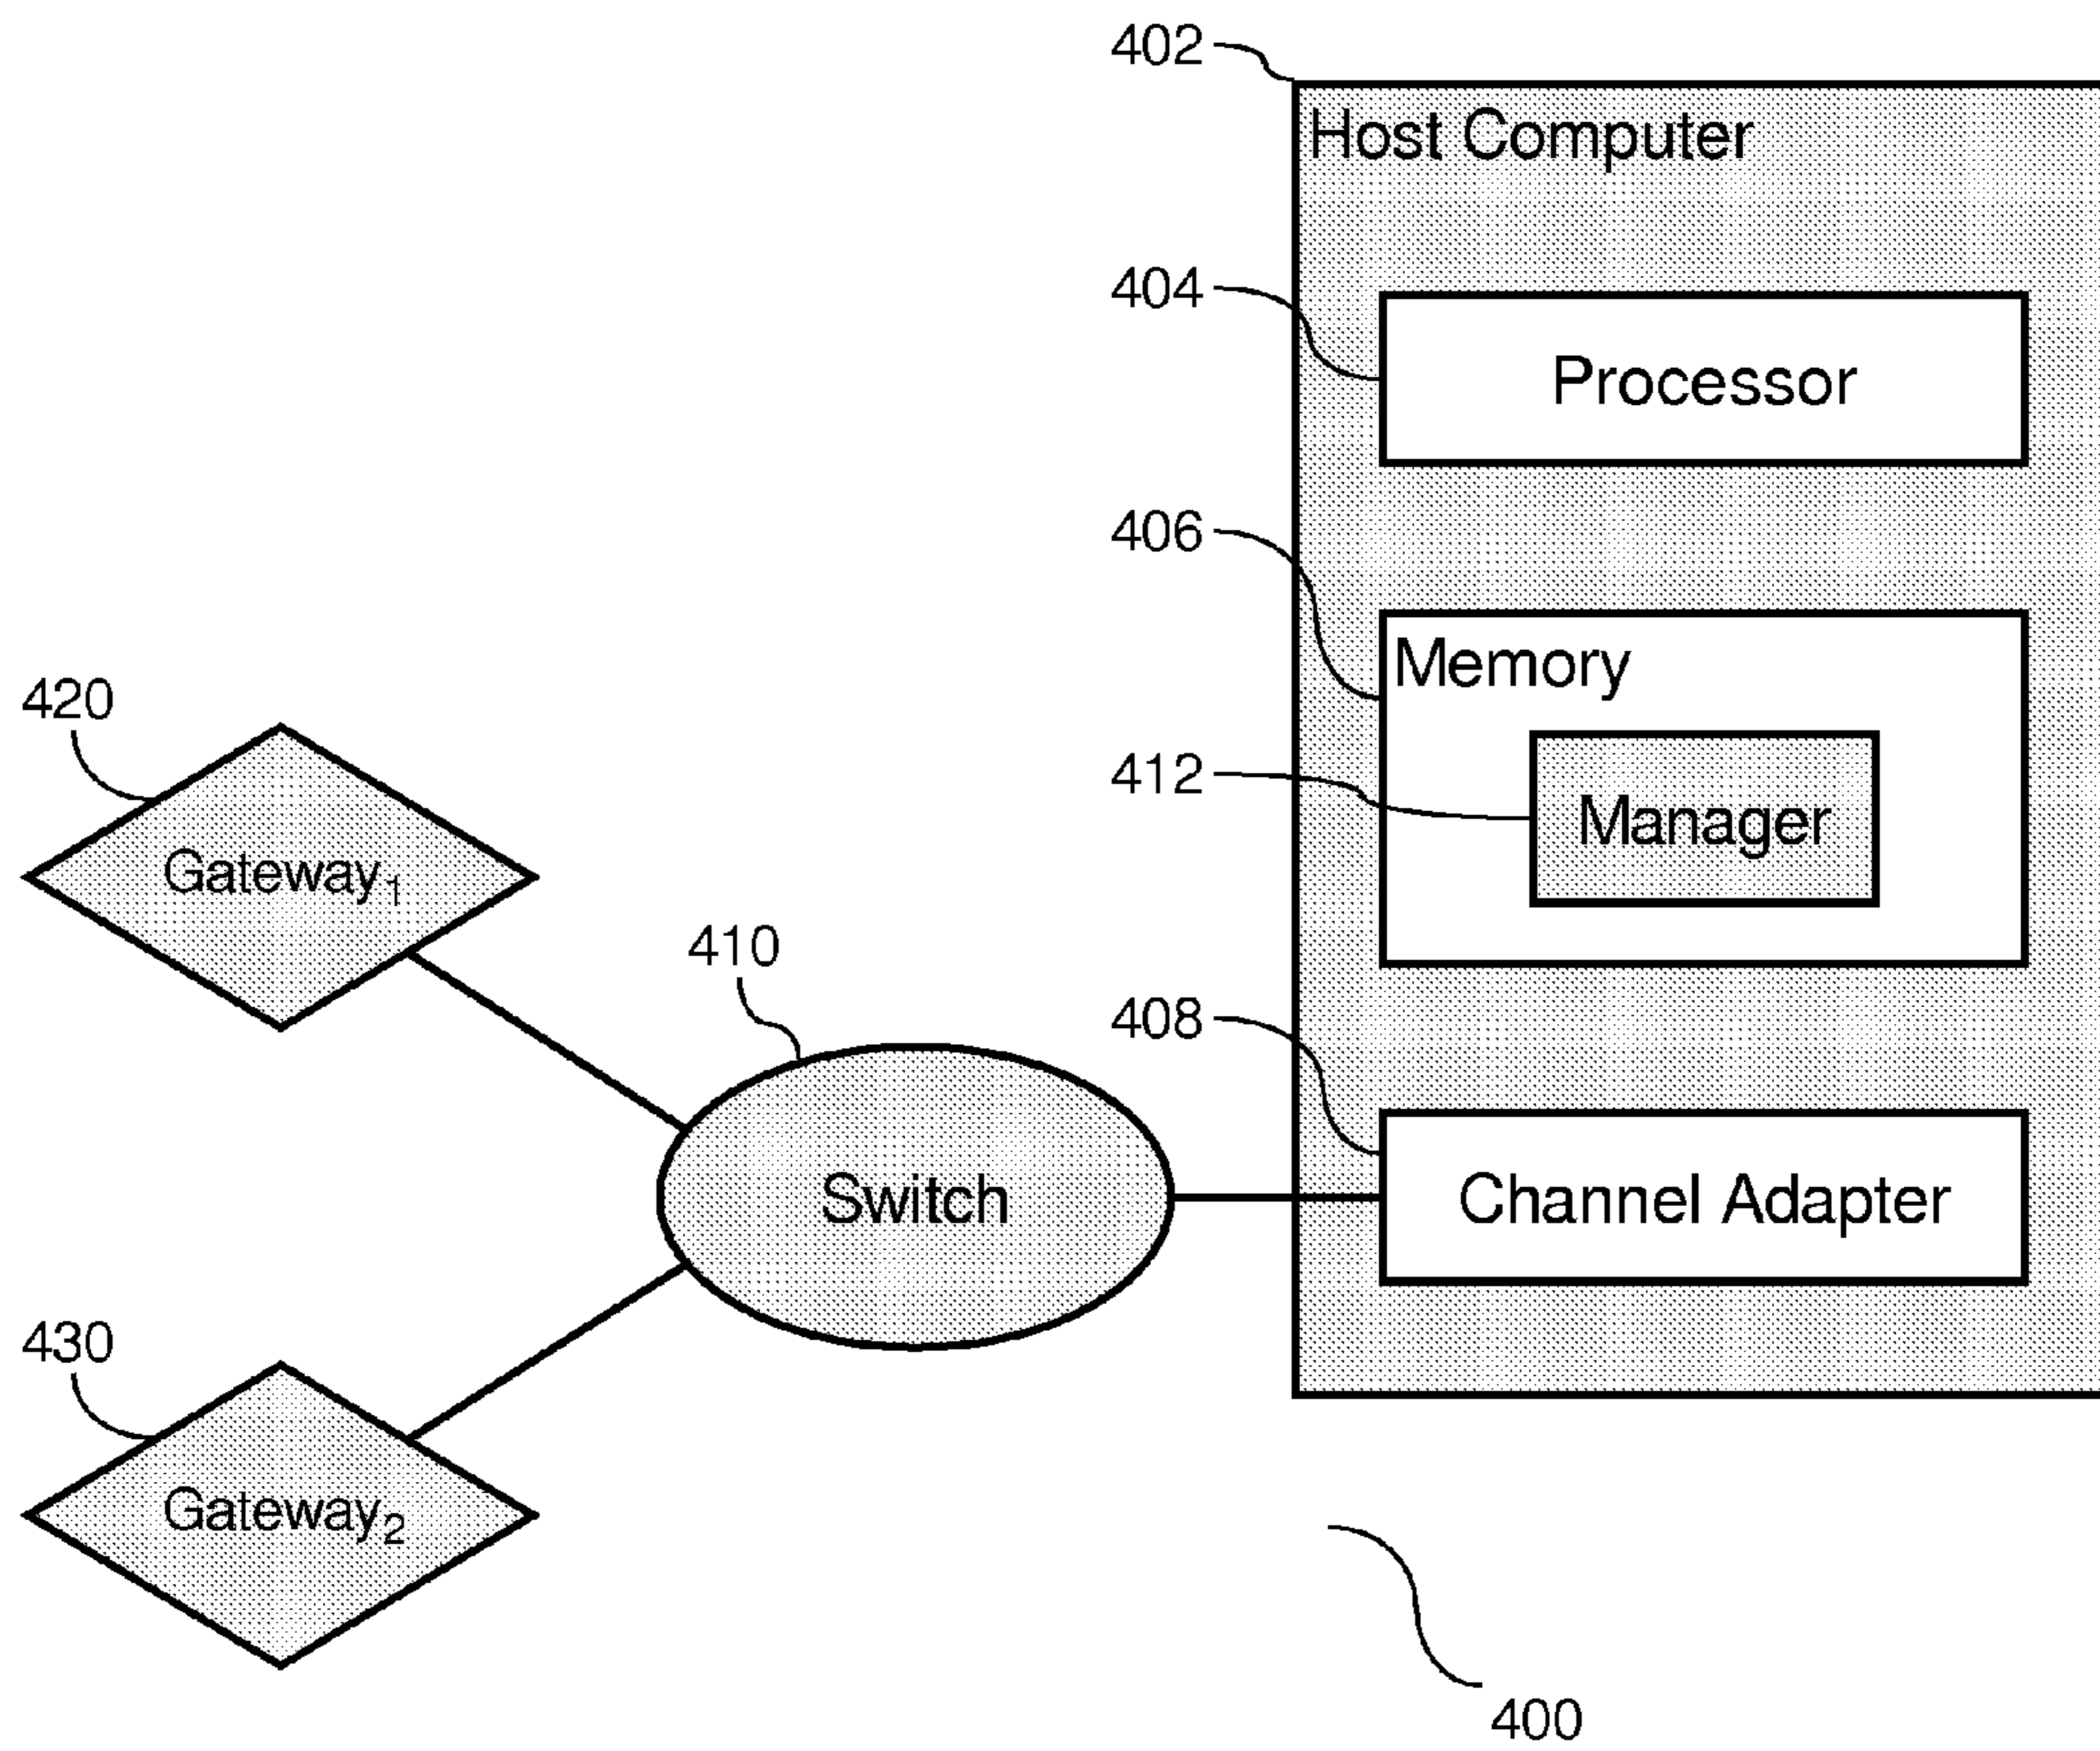 402
Host Computer
404
Processor
406
Memory
412
Manager
408
Channel Adapter
420
Gateway₁
410
Switch
430
Gateway₂
400